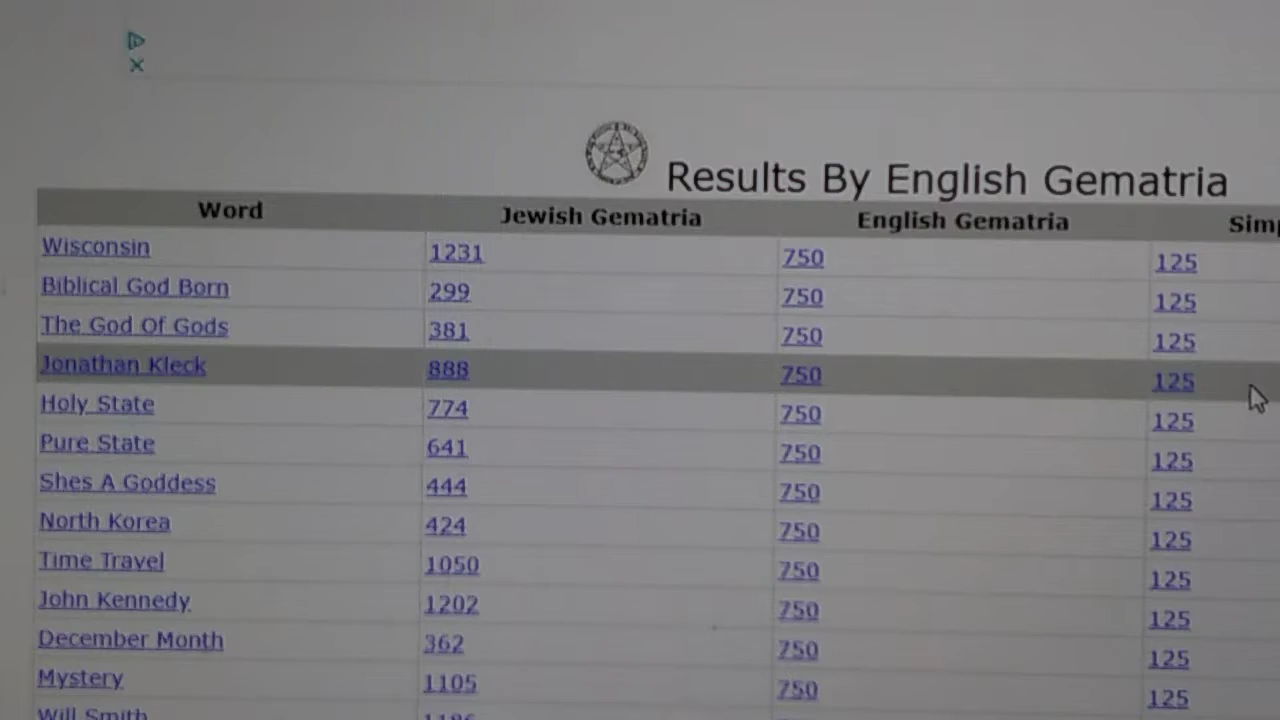 Results By English Gematria
Word Jewish Gematria English Gematria Simp
Wisconsin 1231 750 125
Biblical God Born 299 750 125
The God Of Gods 381 750 125
Jonathan Kleck 888 750 125
Holy State 774 750 125
Pure State 641 750 125
Shes A Goddess 444 750 125
North Korea 424 750 125
Time Travel 1050 750 125
John Kennedy 1202 750 125
December Month 362 750 125
Mystery 1105 750 125
Will Smith